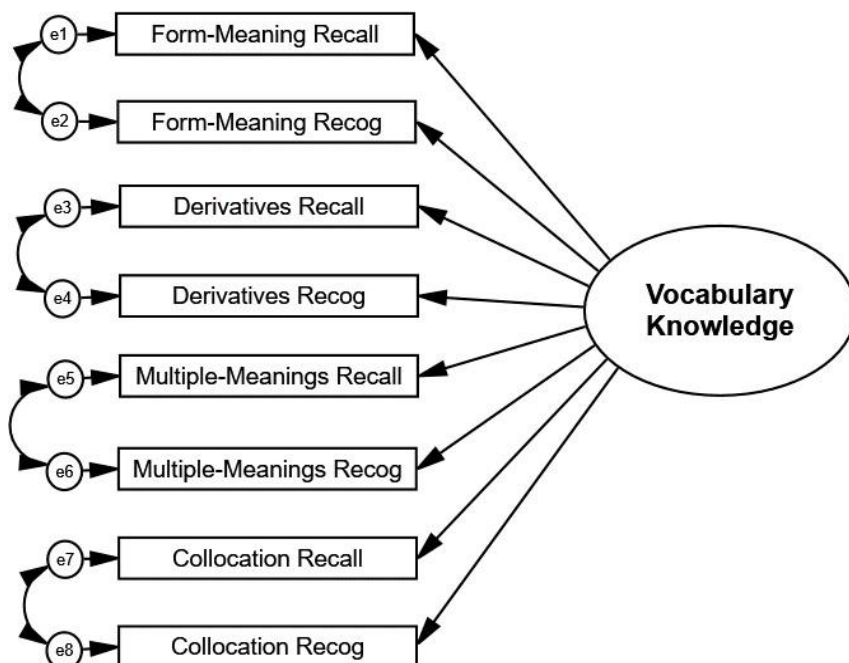 e1
Form-Meaning Recall
e2
Form-Meaning Recog
e3
Derivatives Recall
e4
Derivatives Recog
Vocabulary
Knowledge
e5
Multiple-Meanings Recall
e6
Multiple-Meanings Recog
e7
Collocation Recall
e8
Collocation Recog